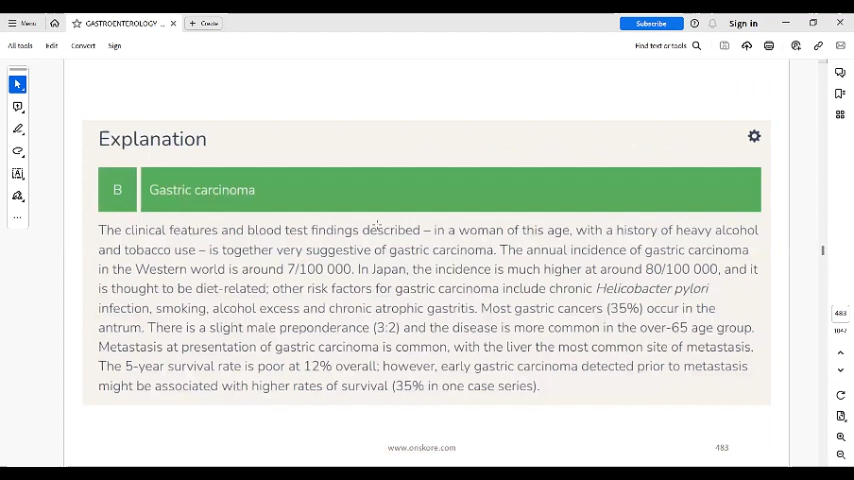 Menu
GASTROENTEROLOGY ...
Create
Subscribe
Sign in
All tools
Edit
Convert
Sign
Find text or tools
Explanation
B
Gastric carcinoma
The clinical features and blood test findings described – in a woman of this age, with a history of heavy alcohol
and tobacco use – is together very suggestive of gastric carcinoma. The annual incidence of gastric carcinoma
in the Western world is around 7/100 000. In Japan, the incidence is much higher at around 80/100 000, and it
is thought to be diet-related; other risk factors for gastric carcinoma include chronic Helicobacter pylori
infection, smoking, alcohol excess and chronic atrophic gastritis. Most gastric cancers (35%) occur in the
antrum. There is a slight male preponderance (3:2) and the disease is more common in the over-65 age group.
Metastasis at presentation of gastric carcinoma is common, with the liver the most common site of metastasis.
The 5-year survival rate is poor at 12% overall; however, early gastric carcinoma detected prior to metastasis
might be associated with higher rates of survival (35% in one case series).
www.onskore.com
483
483